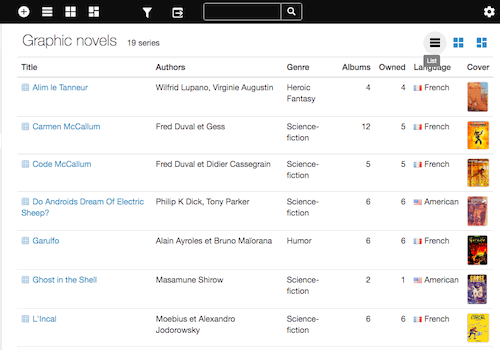 Graphic novels 19 series
List
Title Authors Genre Albums Owned Language Cover
Alim le Tanneur Wilfrid Lupano, Virginie Augustin Heroic 4 4 French
Fantasy
Carmen McCallum Fred Duval et Gess Science- 12 5 French
fiction
Code McCallum Fred Duval et Didier Cassegrain Science- 5 5 French
fiction
Do Androids Dream Of Electric Philip K Dick, Tony Parker Science- 6 6 American
Sheep? fiction
Garulfo Alain Ayroles et Bruno Maïorana Humor 6 6 French
Ghost in the Shell Masamune Shirow Science- 2 1 American
fiction
L'Incal Moebius et Alexandro Science- 6 6 French
Jodorowsky fiction